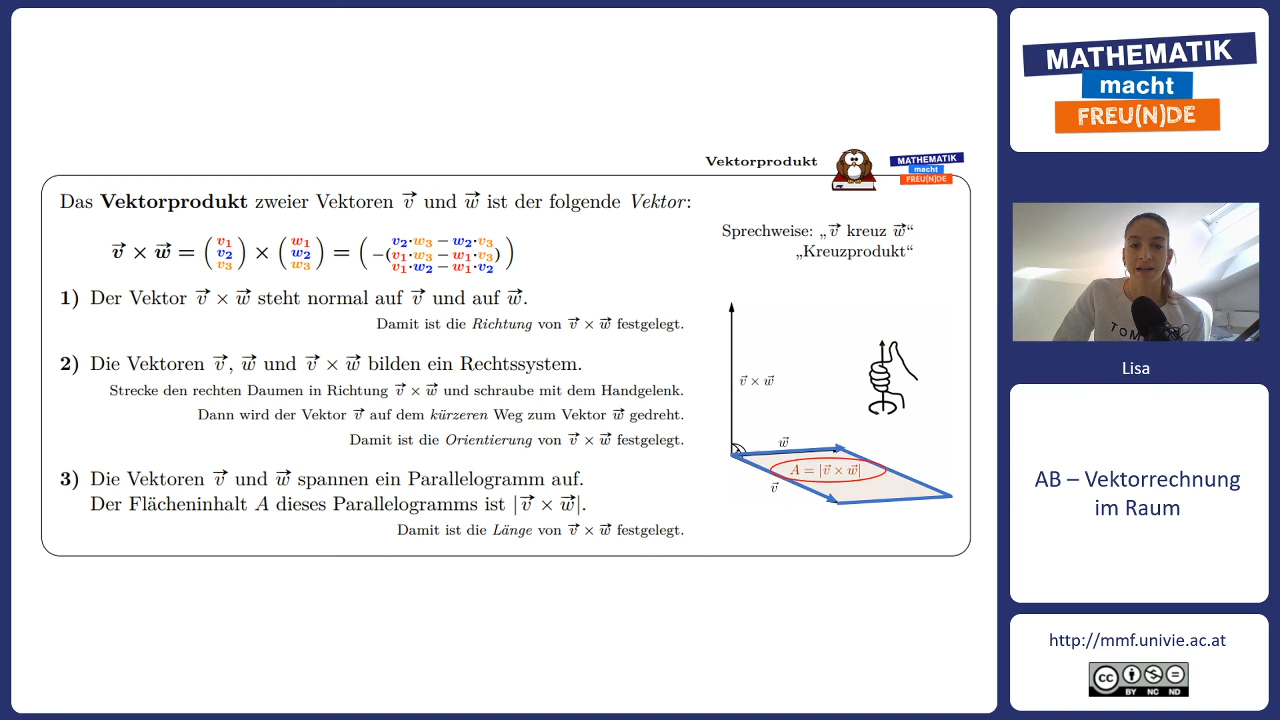 Vektorprodukt
MATHEMATIK
macht
FREU(N)DE
Das Vektorprodukt zweier Vektoren v⃗ und w⃗ ist der folgende Vektor:
v⃗ × w⃗ = (v₁ v₂ v₃) × (w₁ w₂ w₃) = (v₂·w₃ − w₂·v₃ −(v₁·w₃ − w₁·v₃) v₁·w₂ − w₁·v₂)
Sprechweise: „v⃗ kreuz w⃗“
„Kreuzprodukt“
1) Der Vektor v⃗ × w⃗ steht normal auf v⃗ und auf w⃗.
Damit ist die Richtung von v⃗ × w⃗ festgelegt.
2) Die Vektoren v⃗, w⃗ und v⃗ × w⃗ bilden ein Rechtssystem.
Strecke den rechten Daumen in Richtung v⃗ × w⃗ und schraube mit dem Handgelenk.
Dann wird der Vektor v⃗ auf dem kürzeren Weg zum Vektor w⃗ gedreht.
Damit ist die Orientierung von v⃗ × w⃗ festgelegt.
3) Die Vektoren v⃗ und w⃗ spannen ein Parallelogramm auf.
Der Flächeninhalt A dieses Parallelogramms ist |v⃗ × w⃗|.
Damit ist die Länge von v⃗ × w⃗ festgelegt.
v⃗ × w⃗
w⃗
A = |v⃗ × w⃗|
v⃗
MATHEMATIK
macht
FREU(N)DE
TOM
Lisa
AB – Vektorrechnung
im Raum
http://mmf.univie.ac.at
cc
BY NC ND